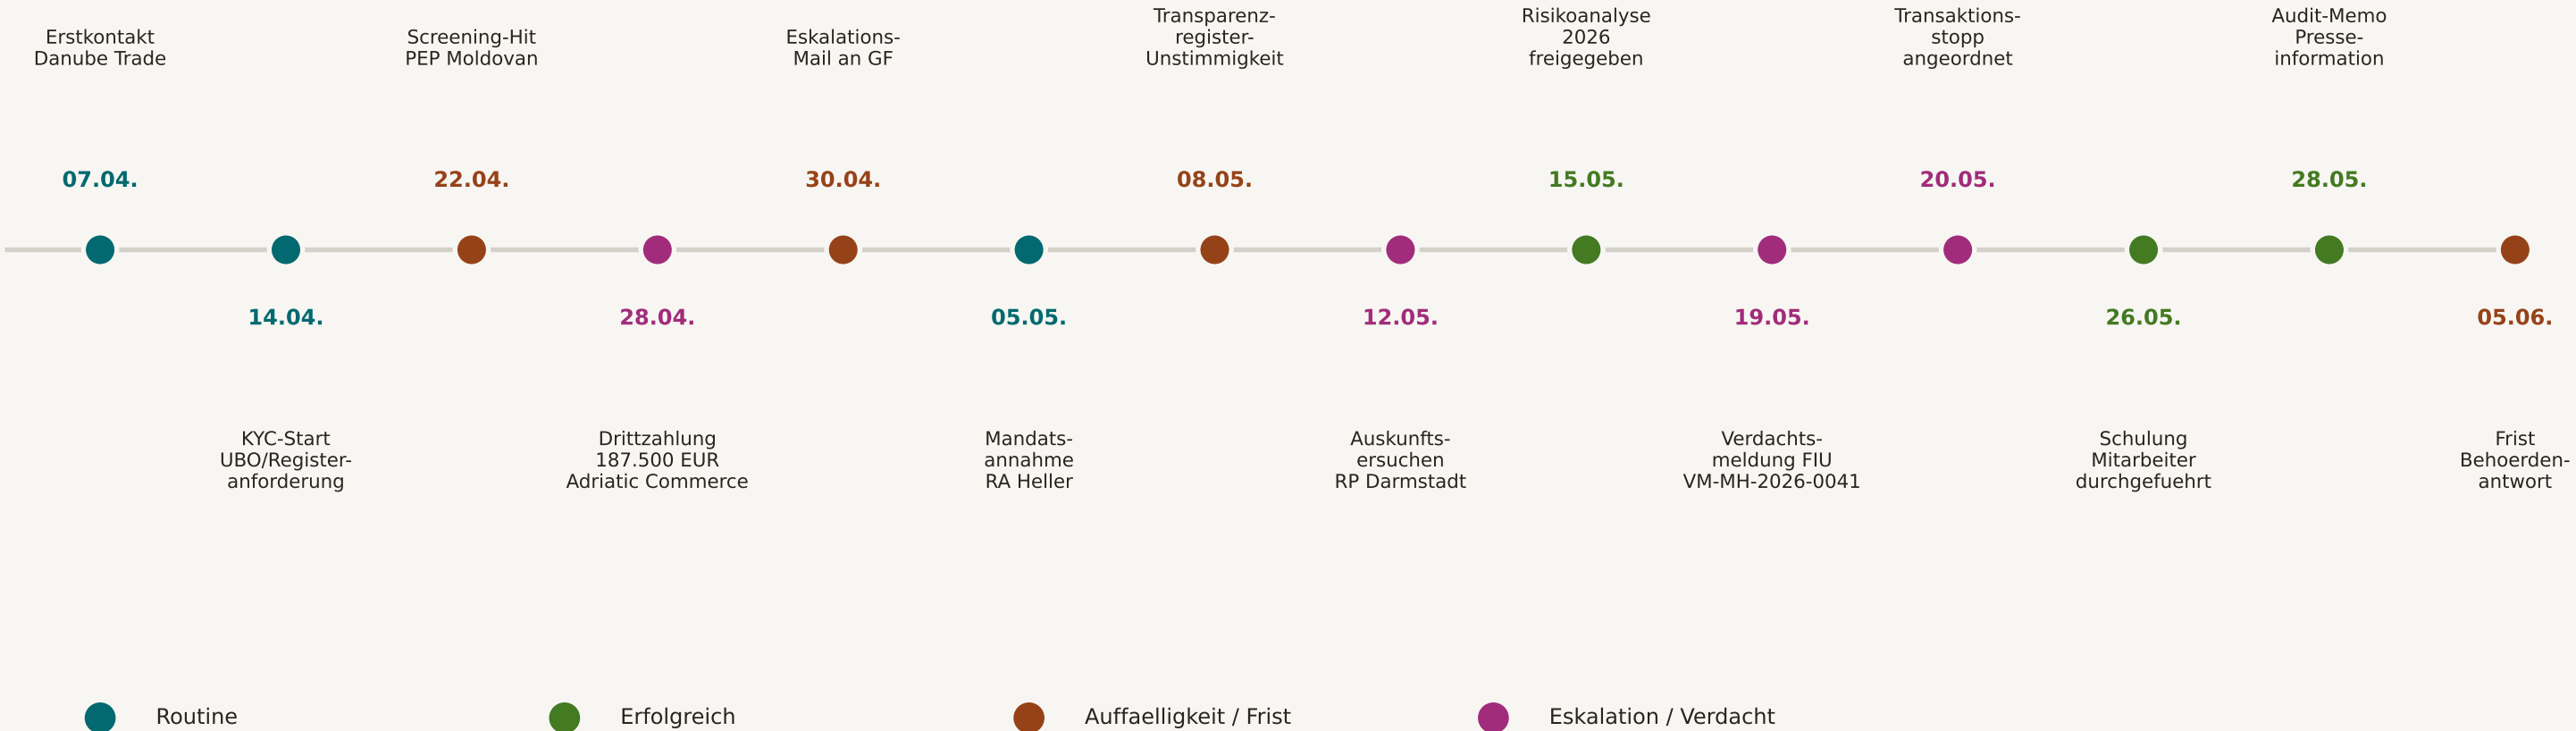 Erstkontakt
Danube Trade
07.04.
14.04.
KYC-Start
UBO/Register-
anforderung
Screening-Hit
PEP Moldovan
22.04.
28.04.
Drittzahlung
187.500 EUR
Adriatic Commerce
Eskalations-
Mail an GF
30.04.
05.05.
Mandats-
annahme
RA Heller
Transparenz-
register-
Unstimmigkeit
08.05.
12.05.
Auskunfts-
ersuchen
RP Darmstadt
Risikoanalyse
2026
freigegeben
15.05.
19.05.
Verdachts-
meldung FIU
VM-MH-2026-0041
Transaktions-
stopp
angeordnet
20.05.
26.05.
Schulung
Mitarbeiter
durchgefuehrt
Audit-Memo
Presse-
information
28.05.
05.06.
Frist
Behoerden-
antwort
Routine
Erfolgreich
Auffaelligkeit / Frist
Eskalation / Verdacht